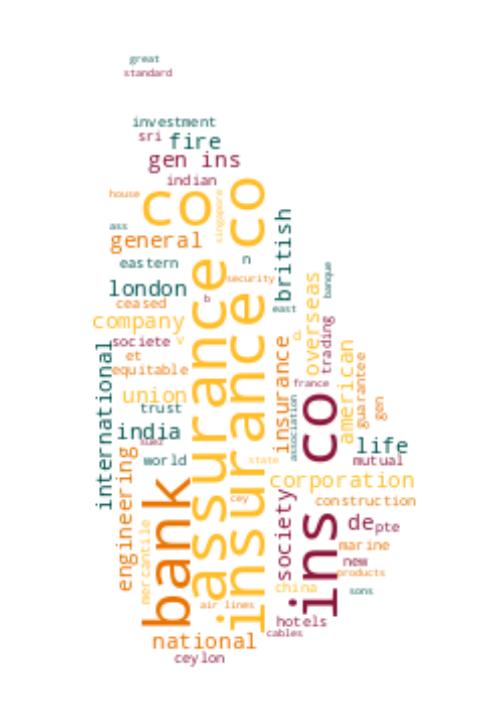 great
standard
investment
sri
fire
gen ins
indian
house
co
singapore
insurance co
assurance co
ass
general
british
eastern
n
security
banque
london
b
east
ceased
overseas
company
trading
societe
v
d
et
international
insurance
american
guarantee
equitable
france
union
co
association
gen
trust
india
suez
life
world
state
mutual
engineering
bank
corporation
society
cey
construction
mercantile
ins
de
pte
marine
new
products
china
sons
air lines
hotels
cables
national
ceylon